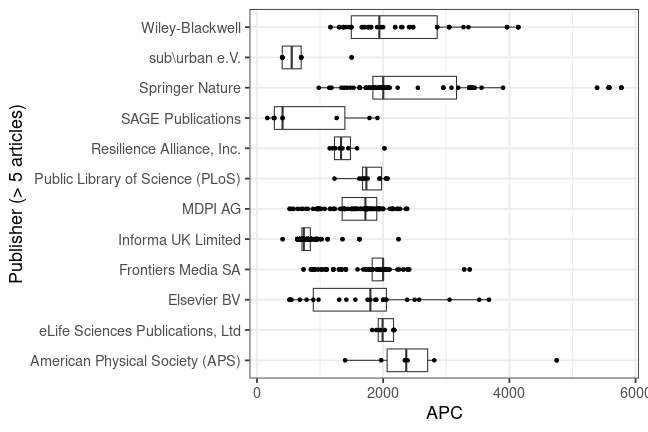 Publisher (> 5 articles)
Wiley-Blackwell
sub\urban e.V.
Springer Nature
SAGE Publications
Resilience Alliance, Inc.
Public Library of Science (PLoS)
MDPI AG
Informa UK Limited
Frontiers Media SA
Elsevier BV
eLife Sciences Publications, Ltd
American Physical Society (APS)
0 2000 4000 6000
APC